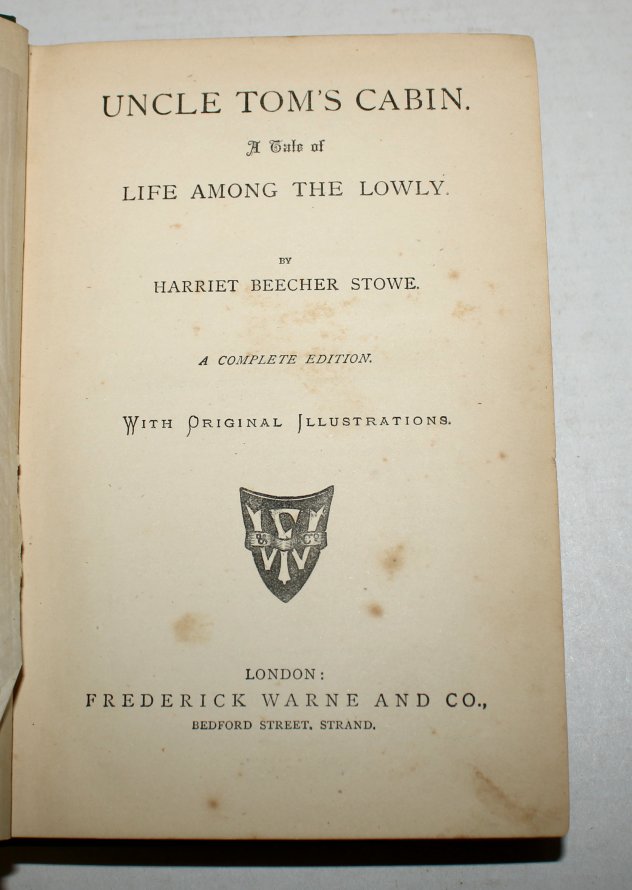 UNCLE TOM'S CABIN.
A Tale of
LIFE AMONG THE LOWLY.
BY
HARRIET BEECHER STOWE.
A COMPLETE EDITION.
WITH ORIGINAL ILLUSTRATIONS.
& Co
LONDON:
FREDERICK WARNE AND CO.,
BEDFORD STREET, STRAND.